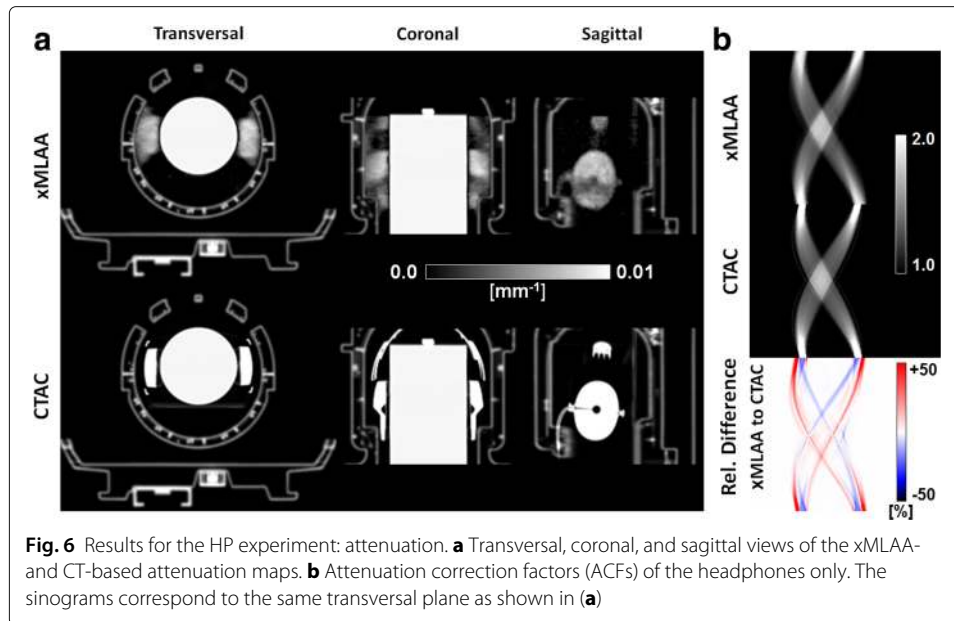 a
Transversal
Coronal
Sagittal
b
xMLAA
CTAC
0.0
0.01
[mm⁻¹]
xMLAA
CTAC
Rel. Difference
xMLAA to CTAC
2.0
1.0
+50
-50
[%]
Fig. 6 Results for the HP experiment: attenuation. a Transversal, coronal, and sagittal views of the xMLAA-
and CT-based attenuation maps. b Attenuation correction factors (ACFs) of the headphones only. The
sinograms correspond to the same transversal plane as shown in (a)